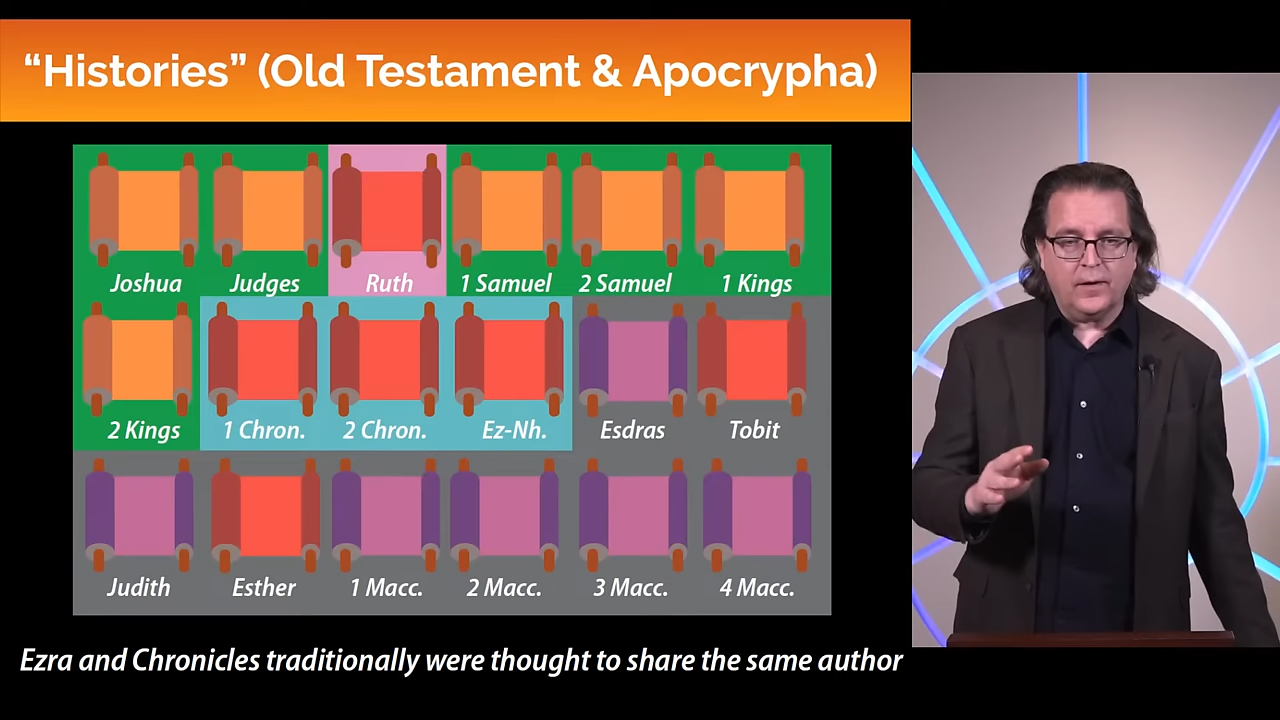 “Histories” (Old Testament & Apocrypha)
Joshua Judges Ruth 1 Samuel 2 Samuel 1 Kings
2 Kings 1 Chron. 2 Chron. Ez-Nh. Esdras Tobit
Judith Esther 1 Macc. 2 Macc. 3 Macc. 4 Macc.
Ezra and Chronicles traditionally were thought to share the same author